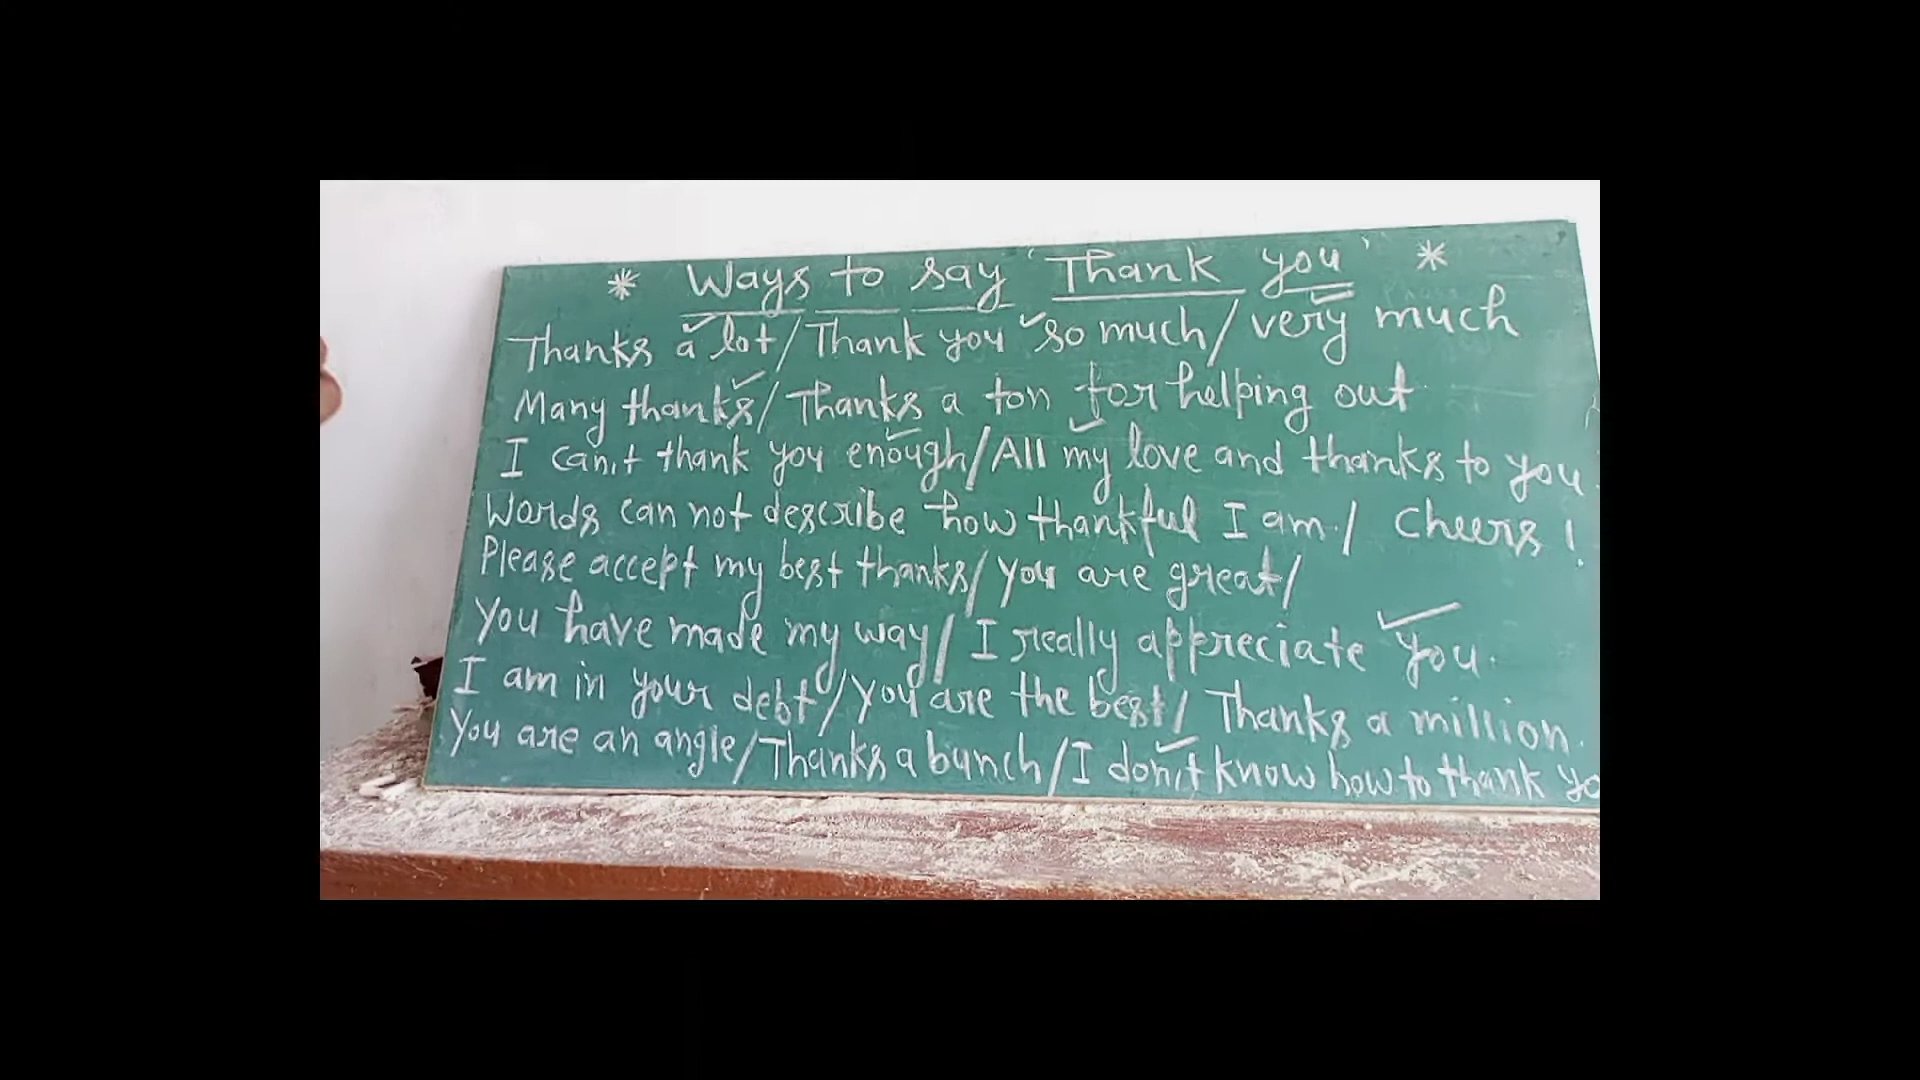 * Ways to say 'Thank you' *
Thanks a lot/Thank you so much/very much
Many thanks/Thanks a ton for helping out
I can,t thank you enough/All my love and thanks to you.
Words can not describe how thankful I am./ Cheers!
Please accept my best thanks/you are great/
You have made my way/I really appreciate you.
I am in your debt/you are the best/Thanks a million.
You are an angle/Thanks a bunch/I don,t know how to thank yo